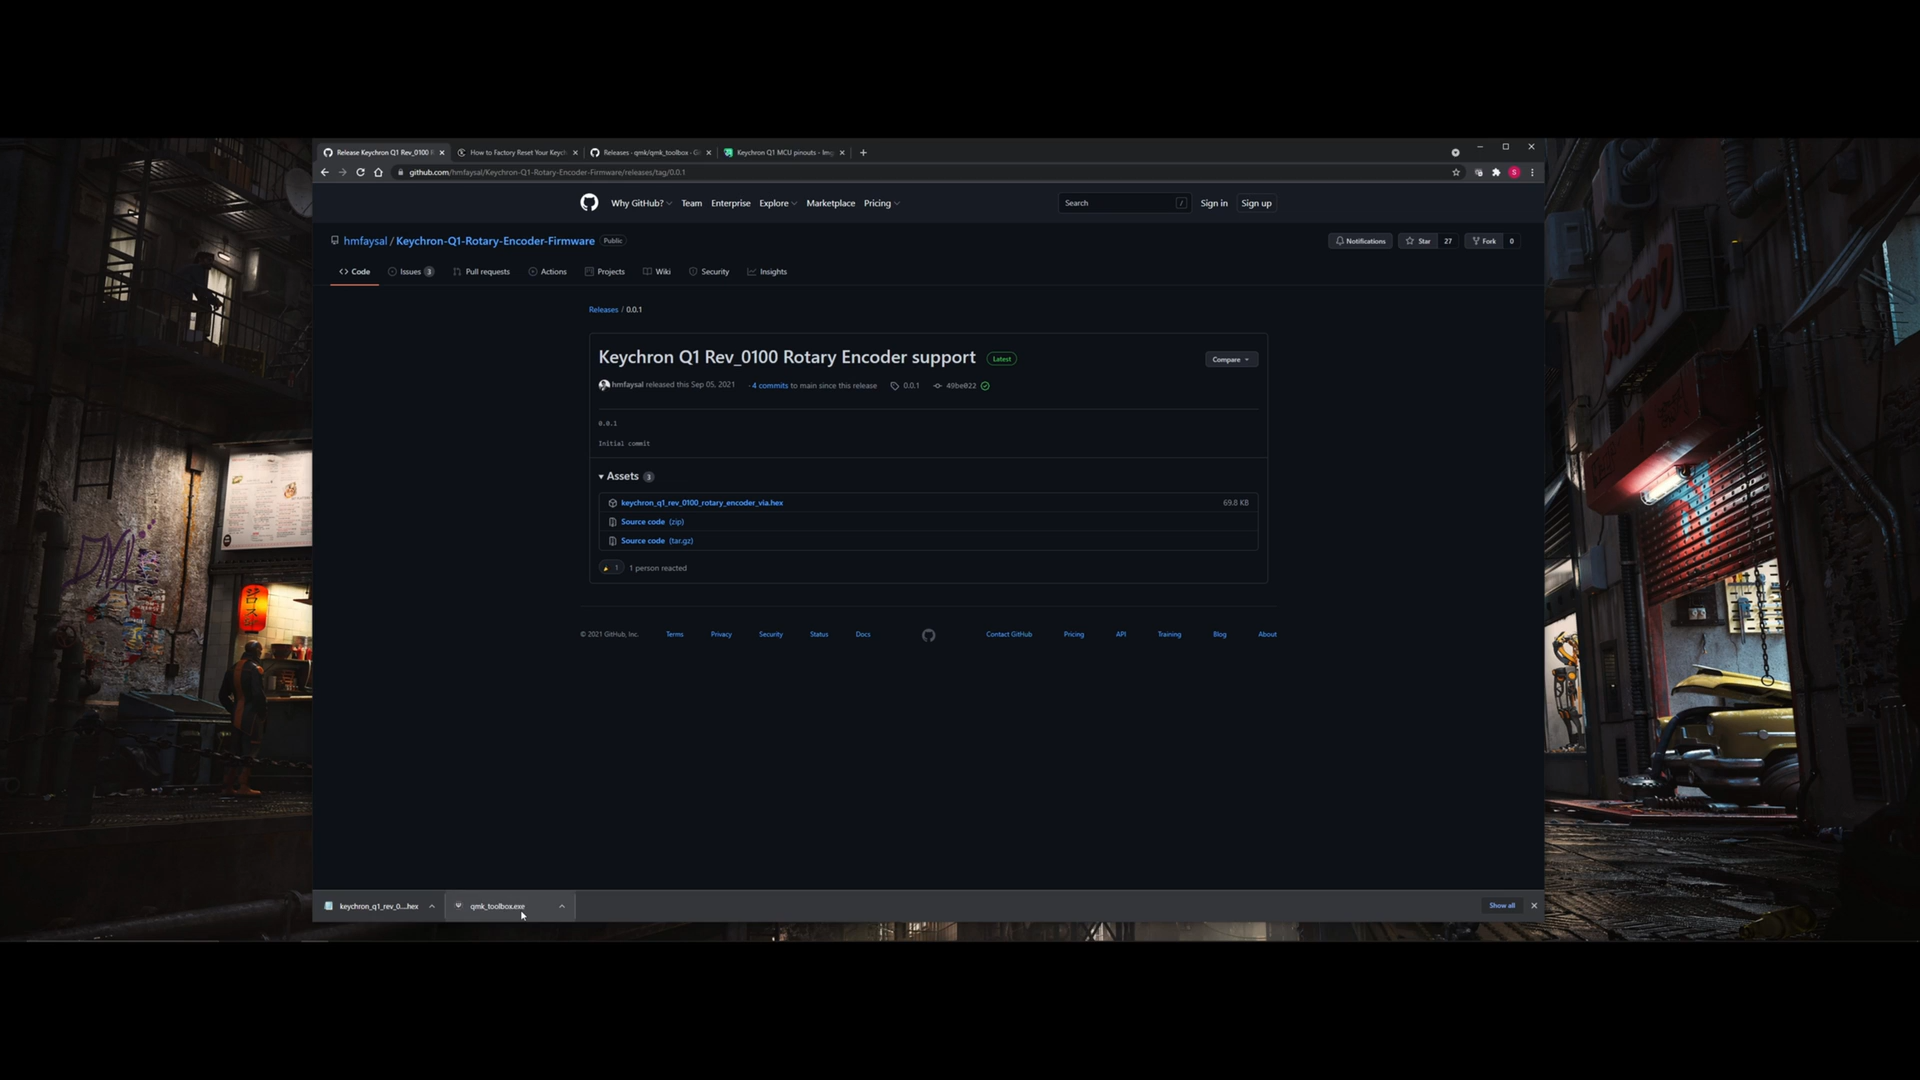 Release Keychron Q1 Rev_0100 R
How to Factory Reset Your Keych
Releases · qmk/qmk_toolbox · G
Keychron Q1 MCU pinouts - Img
github.com/hmfaysal/Keychron-Q1-Rotary-Encoder-Firmware/releases/tag/0.0.1
S
Why GitHub?
Team
Enterprise
Explore
Marketplace
Pricing
Search
/
Sign in
Sign up
hmfaysal / Keychron-Q1-Rotary-Encoder-Firmware Public
Notifications
Star 27
Fork 0
<> Code
Issues 3
Pull requests
Actions
Projects
Wiki
Security
Insights
Releases / 0.0.1
Keychron Q1 Rev_0100 Rotary Encoder support Latest
Compare
hmfaysal released this Sep 05, 2021 · 4 commits to main since this release 0.0.1 49be022
0.0.1
Initial commit
Assets 3
keychron_q1_rev_0100_rotary_encoder_via.hex 69.8 KB
Source code (zip)
Source code (tar.gz)
1 1 person reacted
© 2021 GitHub, Inc.
Terms
Privacy
Security
Status
Docs
Contact GitHub
Pricing
API
Training
Blog
About
keychron_q1_rev_0....hex
qmk_toolbox.exe
Show all